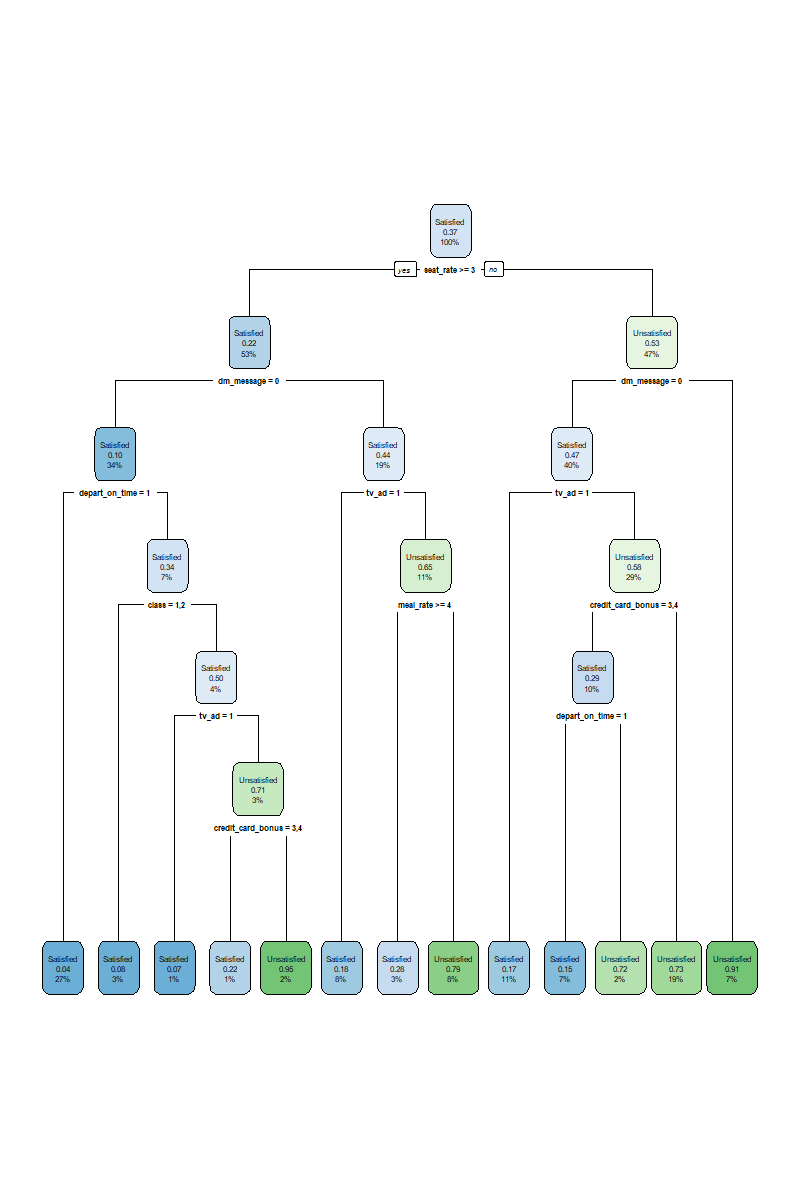 Satisfied
0.37
100%
yes seat_rate >= 3 no
Satisfied
0.22
53%
Unsatisfied
0.53
47%
dm_message = 0
dm_message = 0
Satisfied
0.10
34%
Satisfied
0.44
19%
Satisfied
0.47
40%
depart_on_time = 1
tv_ad = 1
tv_ad = 1
Satisfied
0.34
7%
Unsatisfied
0.65
11%
Unsatisfied
0.58
29%
class = 1,2
meal_rate >= 4
credit_card_bonus = 3,4
Satisfied
0.50
4%
Satisfied
0.29
10%
tv_ad = 1
depart_on_time = 1
Unsatisfied
0.71
3%
credit_card_bonus = 3,4
Satisfied
0.04
27%
Satisfied
0.08
3%
Satisfied
0.07
1%
Satisfied
0.22
1%
Unsatisfied
0.95
2%
Satisfied
0.16
8%
Satisfied
0.28
3%
Unsatisfied
0.79
8%
Satisfied
0.17
11%
Satisfied
0.15
7%
Unsatisfied
0.72
2%
Unsatisfied
0.73
19%
Unsatisfied
0.91
7%